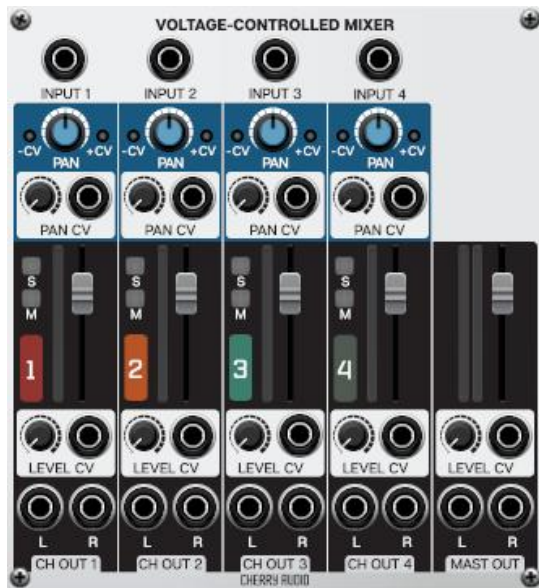 VOLTAGE-CONTROLLED MIXER
INPUT 1 INPUT 2 INPUT 3 INPUT 4
-CV +CV -CV +CV -CV +CV -CV +CV
PAN PAN PAN PAN
PAN CV PAN CV PAN CV PAN CV
S S S S
M M M M
1 2 3 4
LEVEL CV LEVEL CV LEVEL CV LEVEL CV LEVEL CV
L R L R L R L R L R
CH OUT 1 CH OUT 2 CH OUT 3 CH OUT 4 MAST OUT
CHERRY AUDIO